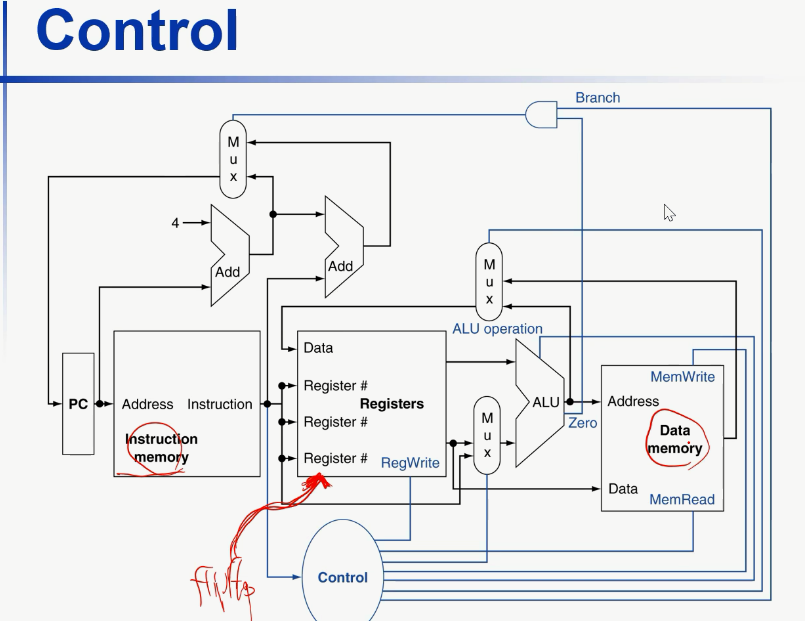 Control
Branch
M
u
x
4
Add
Add
M
u
x
ALU operation
Data
Register #
Registers
Register #
Register #
RegWrite
PC
Address
Instruction
Instruction
memory
M
u
x
ALU
Zero
MemWrite
Address
Data
memory
Data
MemRead
Control